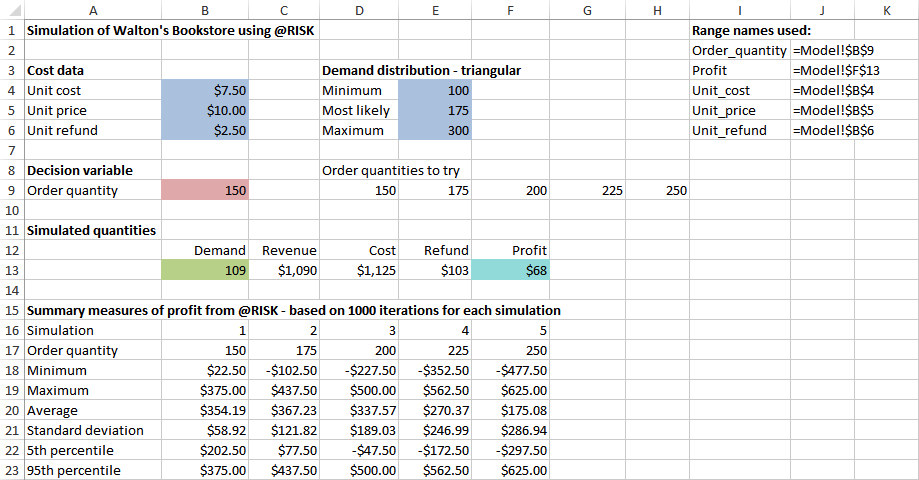 A B C D E F G H I J K
1 Simulation of Walton's Bookstore using @RISK Range names used:
2 Order_quantity =Model!$B$9
3 Cost data Demand distribution - triangular Profit =Model!$F$13
4 Unit cost $7.50 Minimum 100 Unit_cost =Model!$B$4
5 Unit price $10.00 Most likely 175 Unit_price =Model!$B$5
6 Unit refund $2.50 Maximum 300 Unit_refund =Model!$B$6
7
8 Decision variable Order quantities to try
9 Order quantity 150 150 175 200 225 250
10
11 Simulated quantities
12 Demand Revenue Cost Refund Profit
13 109 $1,090 $1,125 $103 $68
14
15 Summary measures of profit from @RISK - based on 1000 iterations for each simulation
16 Simulation 1 2 3 4 5
17 Order quantity 150 175 200 225 250
18 Minimum $22.50 -$102.50 -$227.50 -$352.50 -$477.50
19 Maximum $375.00 $437.50 $500.00 $562.50 $625.00
20 Average $354.19 $367.23 $337.57 $270.37 $175.08
21 Standard deviation $58.92 $121.82 $189.03 $246.99 $286.94
22 5th percentile $202.50 $77.50 -$47.50 -$172.50 -$297.50
23 95th percentile $375.00 $437.50 $500.00 $562.50 $625.00